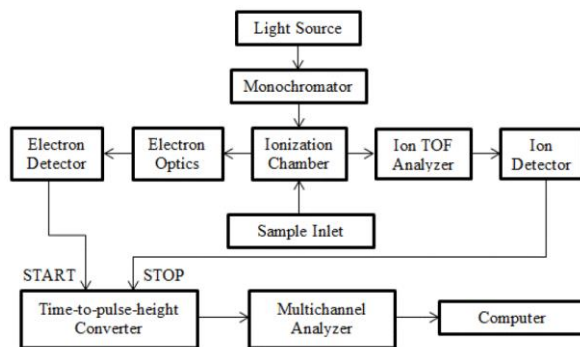 Light Source
Monochromator
Electron
Detector
Electron
Optics
Ionization
Chamber
Ion TOF
Analyzer
Ion
Detector
Sample Inlet
START
STOP
Time-to-pulse-height
Converter
Multichannel
Analyzer
Computer